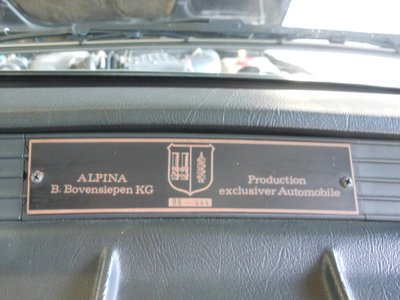 ALPINA
B. Bovensiepen KG
Production
exclusiver Automobile